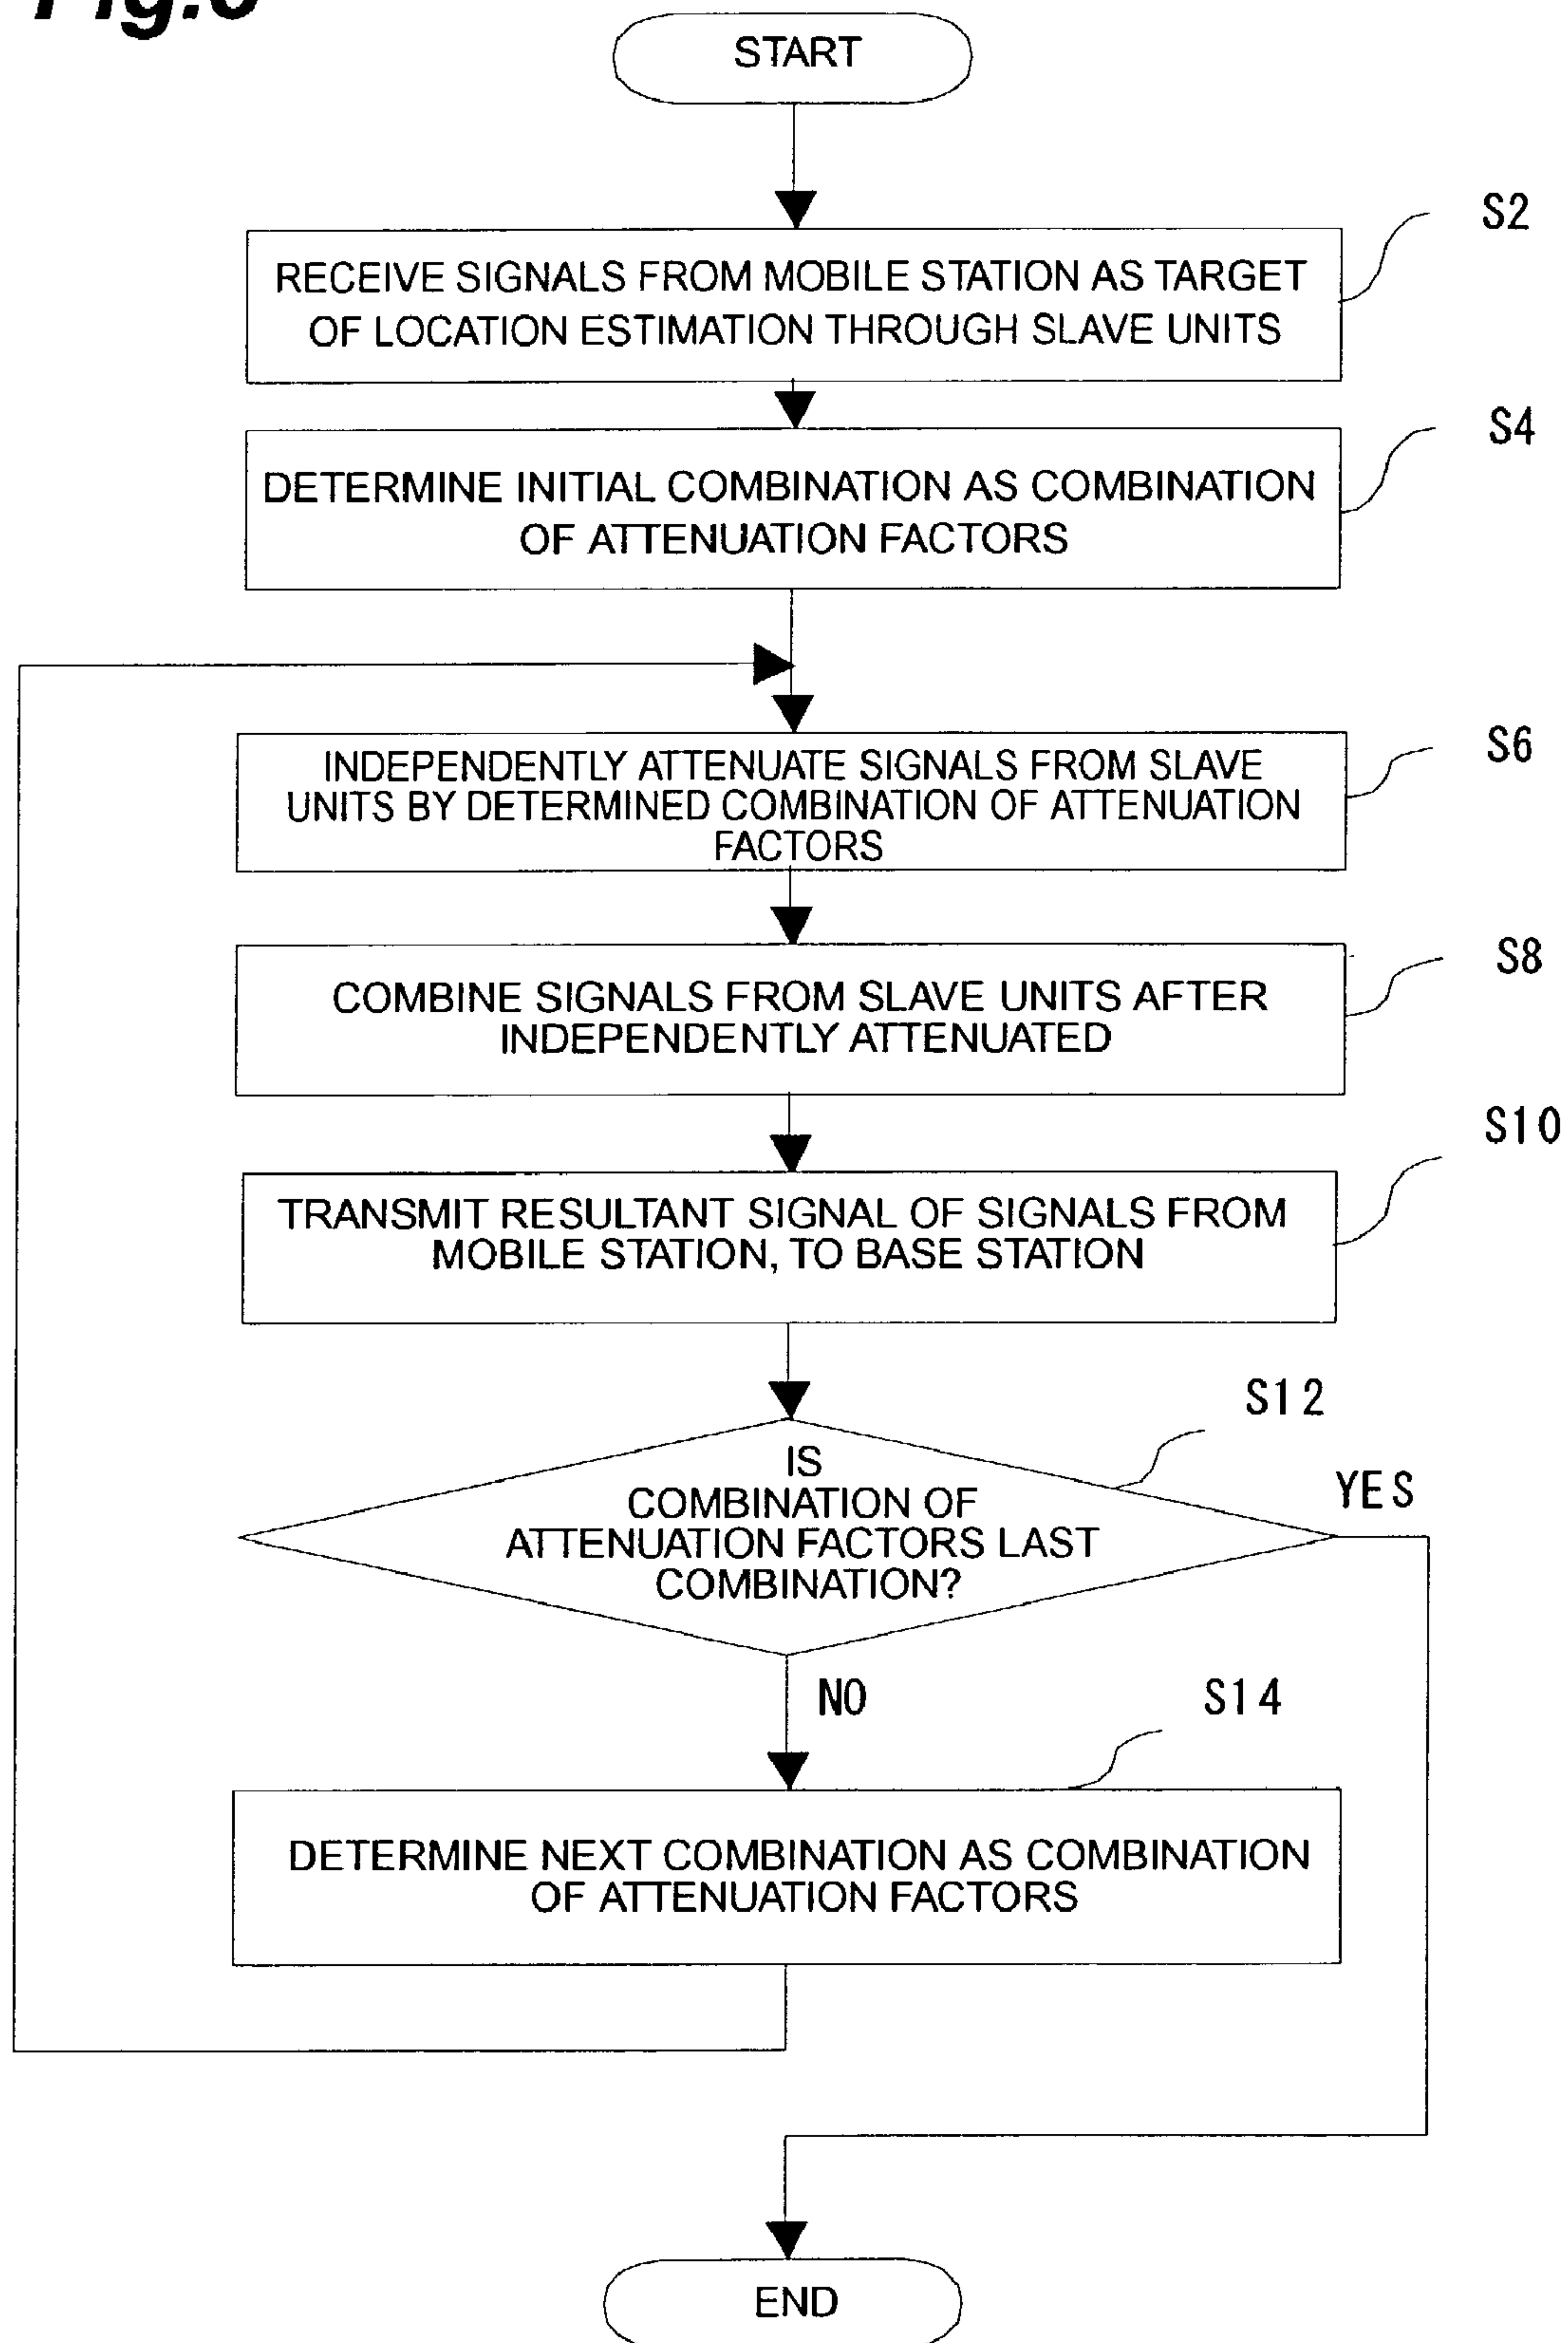 START
S2
RECEIVE SIGNALS FROM MOBILE STATION AS TARGET
OF LOCATION ESTIMATION THROUGH SLAVE UNITS
S4
DETERMINE INITIAL COMBINATION AS COMBINATION
OF ATTENUATION FACTORS
S6
INDEPENDENTLY ATTENUATE SIGNALS FROM SLAVE
UNITS BY DETERMINED COMBINATION OF ATTENUATION
FACTORS
S8
COMBINE SIGNALS FROM SLAVE UNITS AFTER
INDEPENDENTLY ATTENUATED
S10
TRANSMIT RESULTANT SIGNAL OF SIGNALS FROM
MOBILE STATION, TO BASE STATION
S12
IS
COMBINATION OF
ATTENUATION FACTORS LAST
COMBINATION?
YES
NO
S14
DETERMINE NEXT COMBINATION AS COMBINATION
OF ATTENUATION FACTORS
END